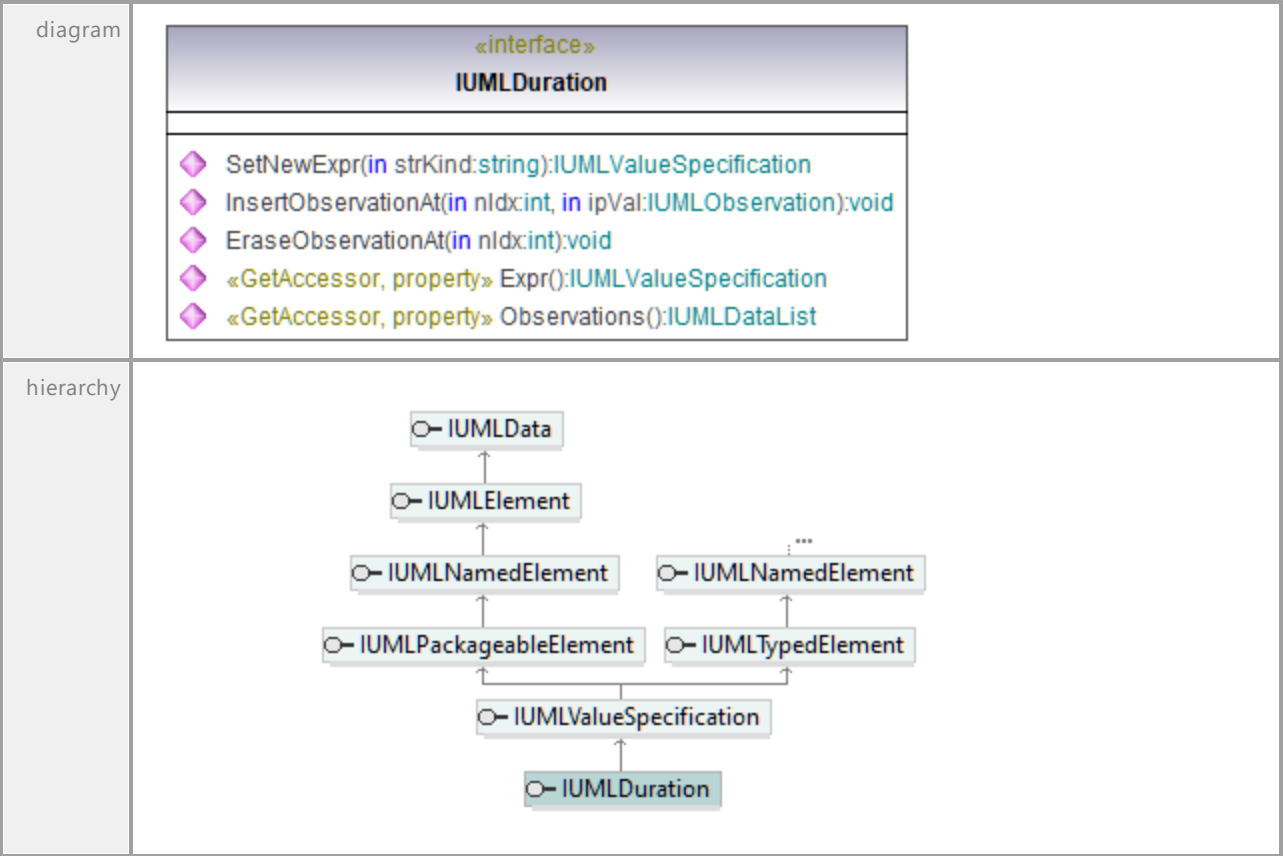 diagram
«interface»
IUMLDuration
SetNewExpr(in strKind:string):IUMLValueSpecification
InsertObservationAt(in nIdx:int, in ipVal:IUMLObservation):void
EraseObservationAt(in nIdx:int):void
«GetAccessor, property» Expr():IUMLValueSpecification
«GetAccessor, property» Observations():IUMLDataList
hierarchy
IUMLData
IUMLElement
...
IUMLNamedElement IUMLNamedElement
IUMLPackageableElement IUMLTypedElement
IUMLValueSpecification
IUMLDuration